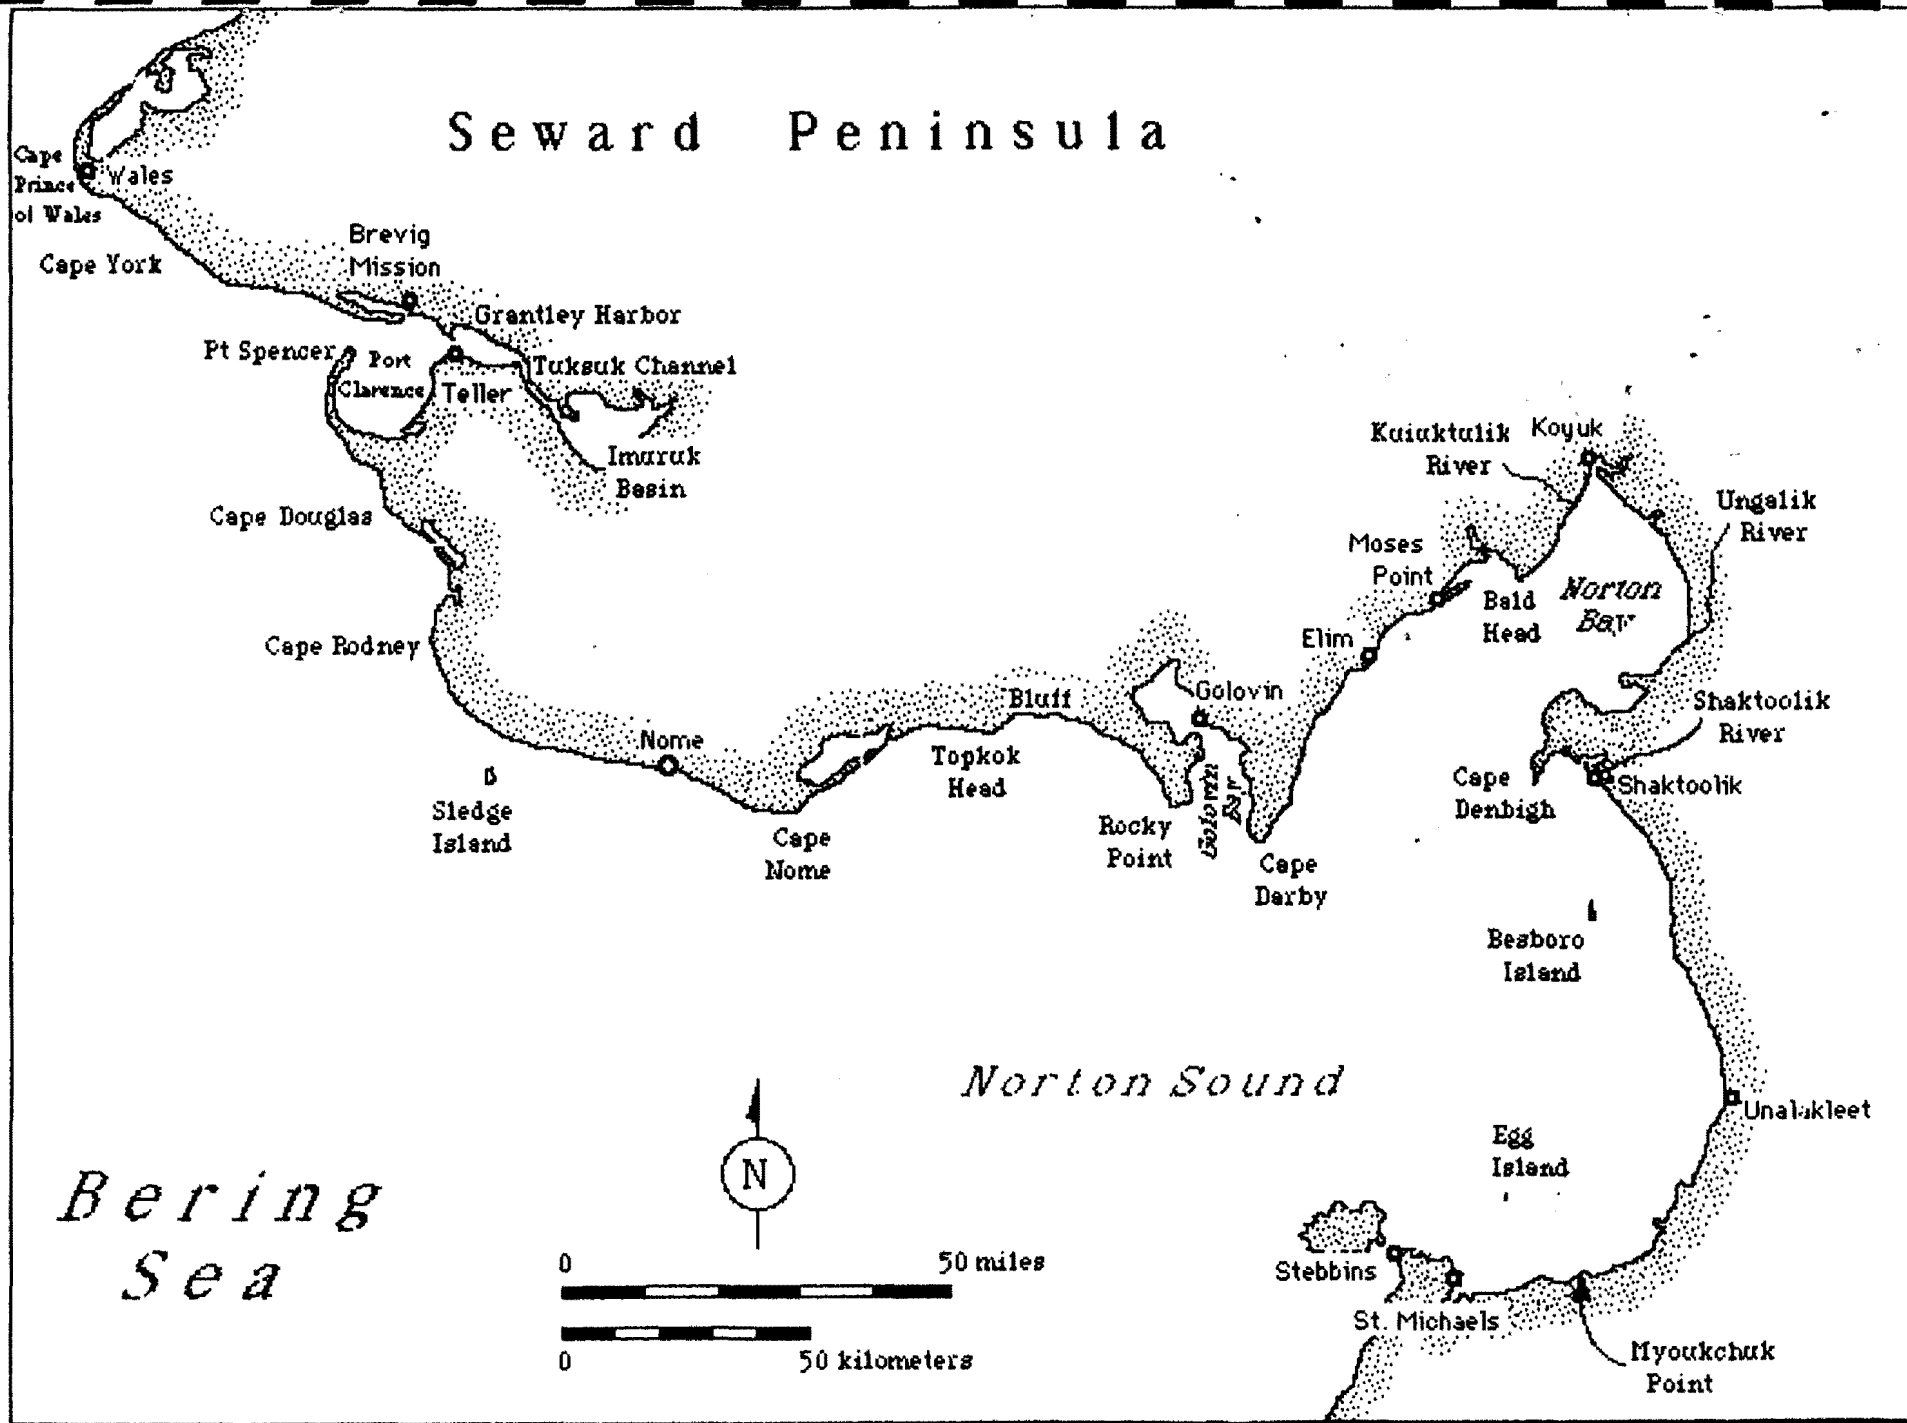 Seward Peninsula
Cape
Prince
of Wales
Wales
Cape York
Brevig
Mission
Grantley Harbor
Pt Spencer
Port
Clarence
Teller
Tuksuk Channel
Imuruk
Basin
Cape Douglas
Cape Rodney
Kuiuktulik
River
Koyuk
Ungalik
River
Moses
Point
Bald
Head
Norton
Bay
Elim
Golovin
Bluff
Shaktoolik
River
Nome
Topkok
Head
Cape
Denbigh
Shaktoolik
Sledge
Island
Cape
Nome
Rocky
Point
Golovin
Bay
Cape
Darby
Besboro
Island
Norton Sound
Unalakleet
Egg
Island
Bering
Sea
N
0 50 miles
0 50 kilometers
Stebbins
St. Michaels
Myoukchuk
Point